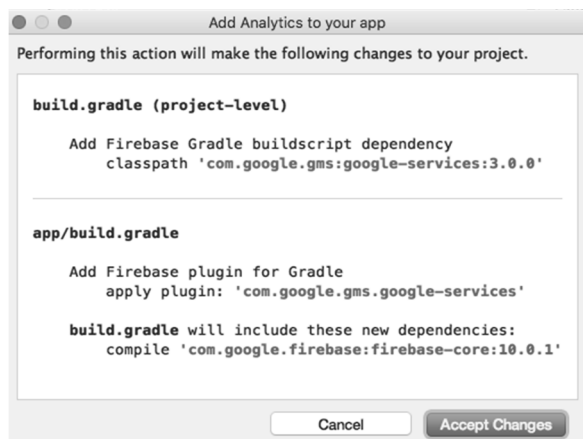 Add Analytics to your app
Performing this action will make the following changes to your project.
build.gradle (project-level)
Add Firebase Gradle buildscript dependency
classpath 'com.google.gms:google-services:3.0.0'
app/build.gradle
Add Firebase plugin for Gradle
apply plugin: 'com.google.gms.google-services'
build.gradle will include these new dependencies:
compile 'com.google.firebase:firebase-core:10.0.1'
Cancel
Accept Changes